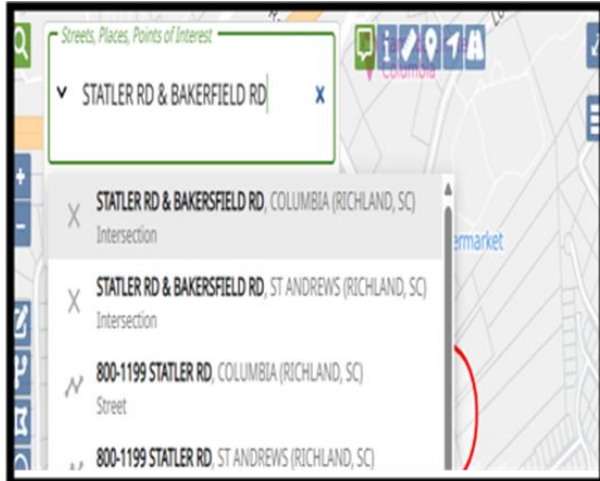 Streets, Places, Points of Interest
STATLER RD & BAKERFIELD RD
STATLER RD & BAKERSFIELD RD, COLUMBIA (RICHLAND, SC)
Intersection
STATLER RD & BAKERSFIELD RD, ST ANDREWS (RICHLAND, SC)
Intersection
800-1199 STATLER RD, COLUMBIA (RICHLAND, SC)
Street
800-1199 STATLER RD, ST ANDREWS (RICHLAND, SC)
Columbia
ermarket